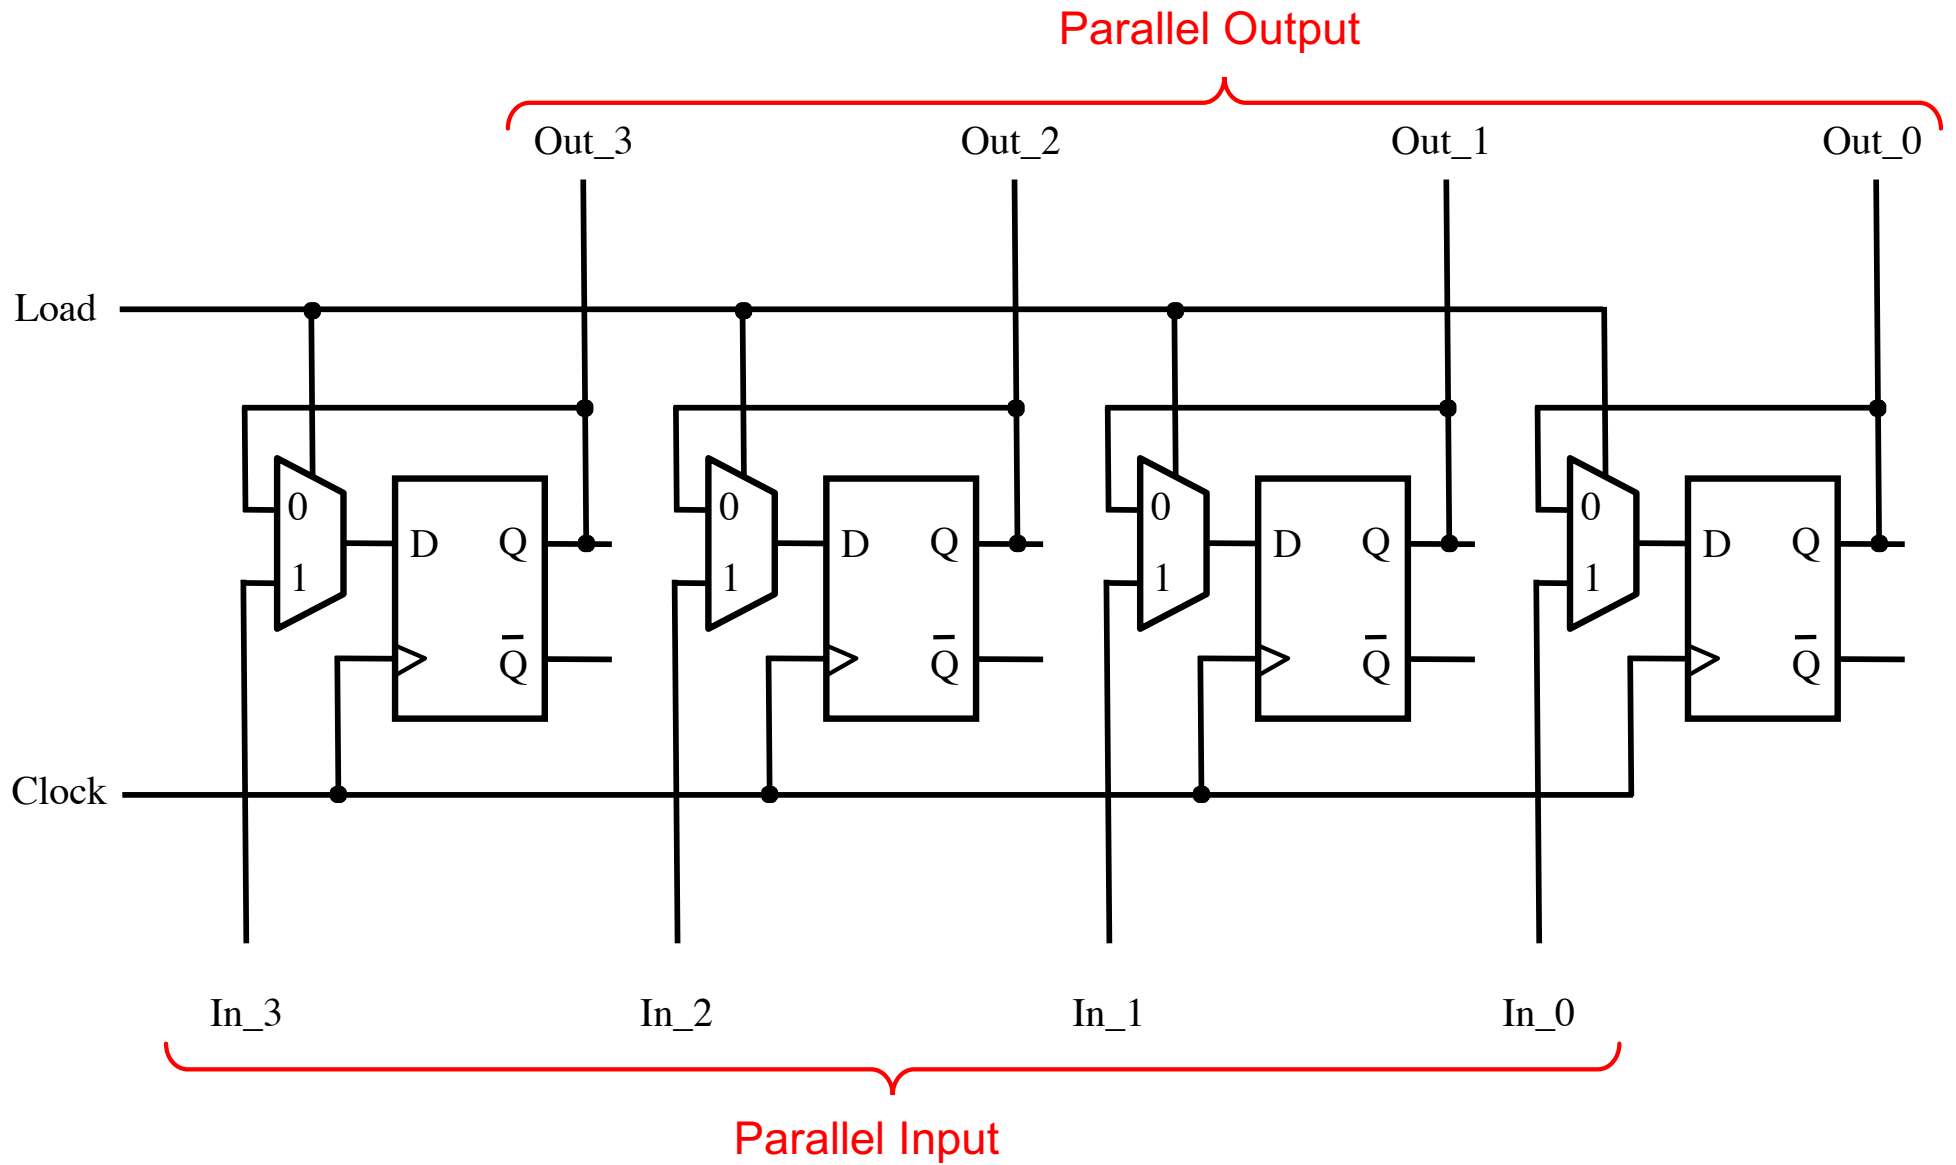 Parallel Output
Out_3 Out_2 Out_1 Out_0
Load
0 0 0 0
D Q D Q D Q D Q
1 1 1 1
Q̅ Q̅ Q̅ Q̅
Clock
In_3 In_2 In_1 In_0
Parallel Input